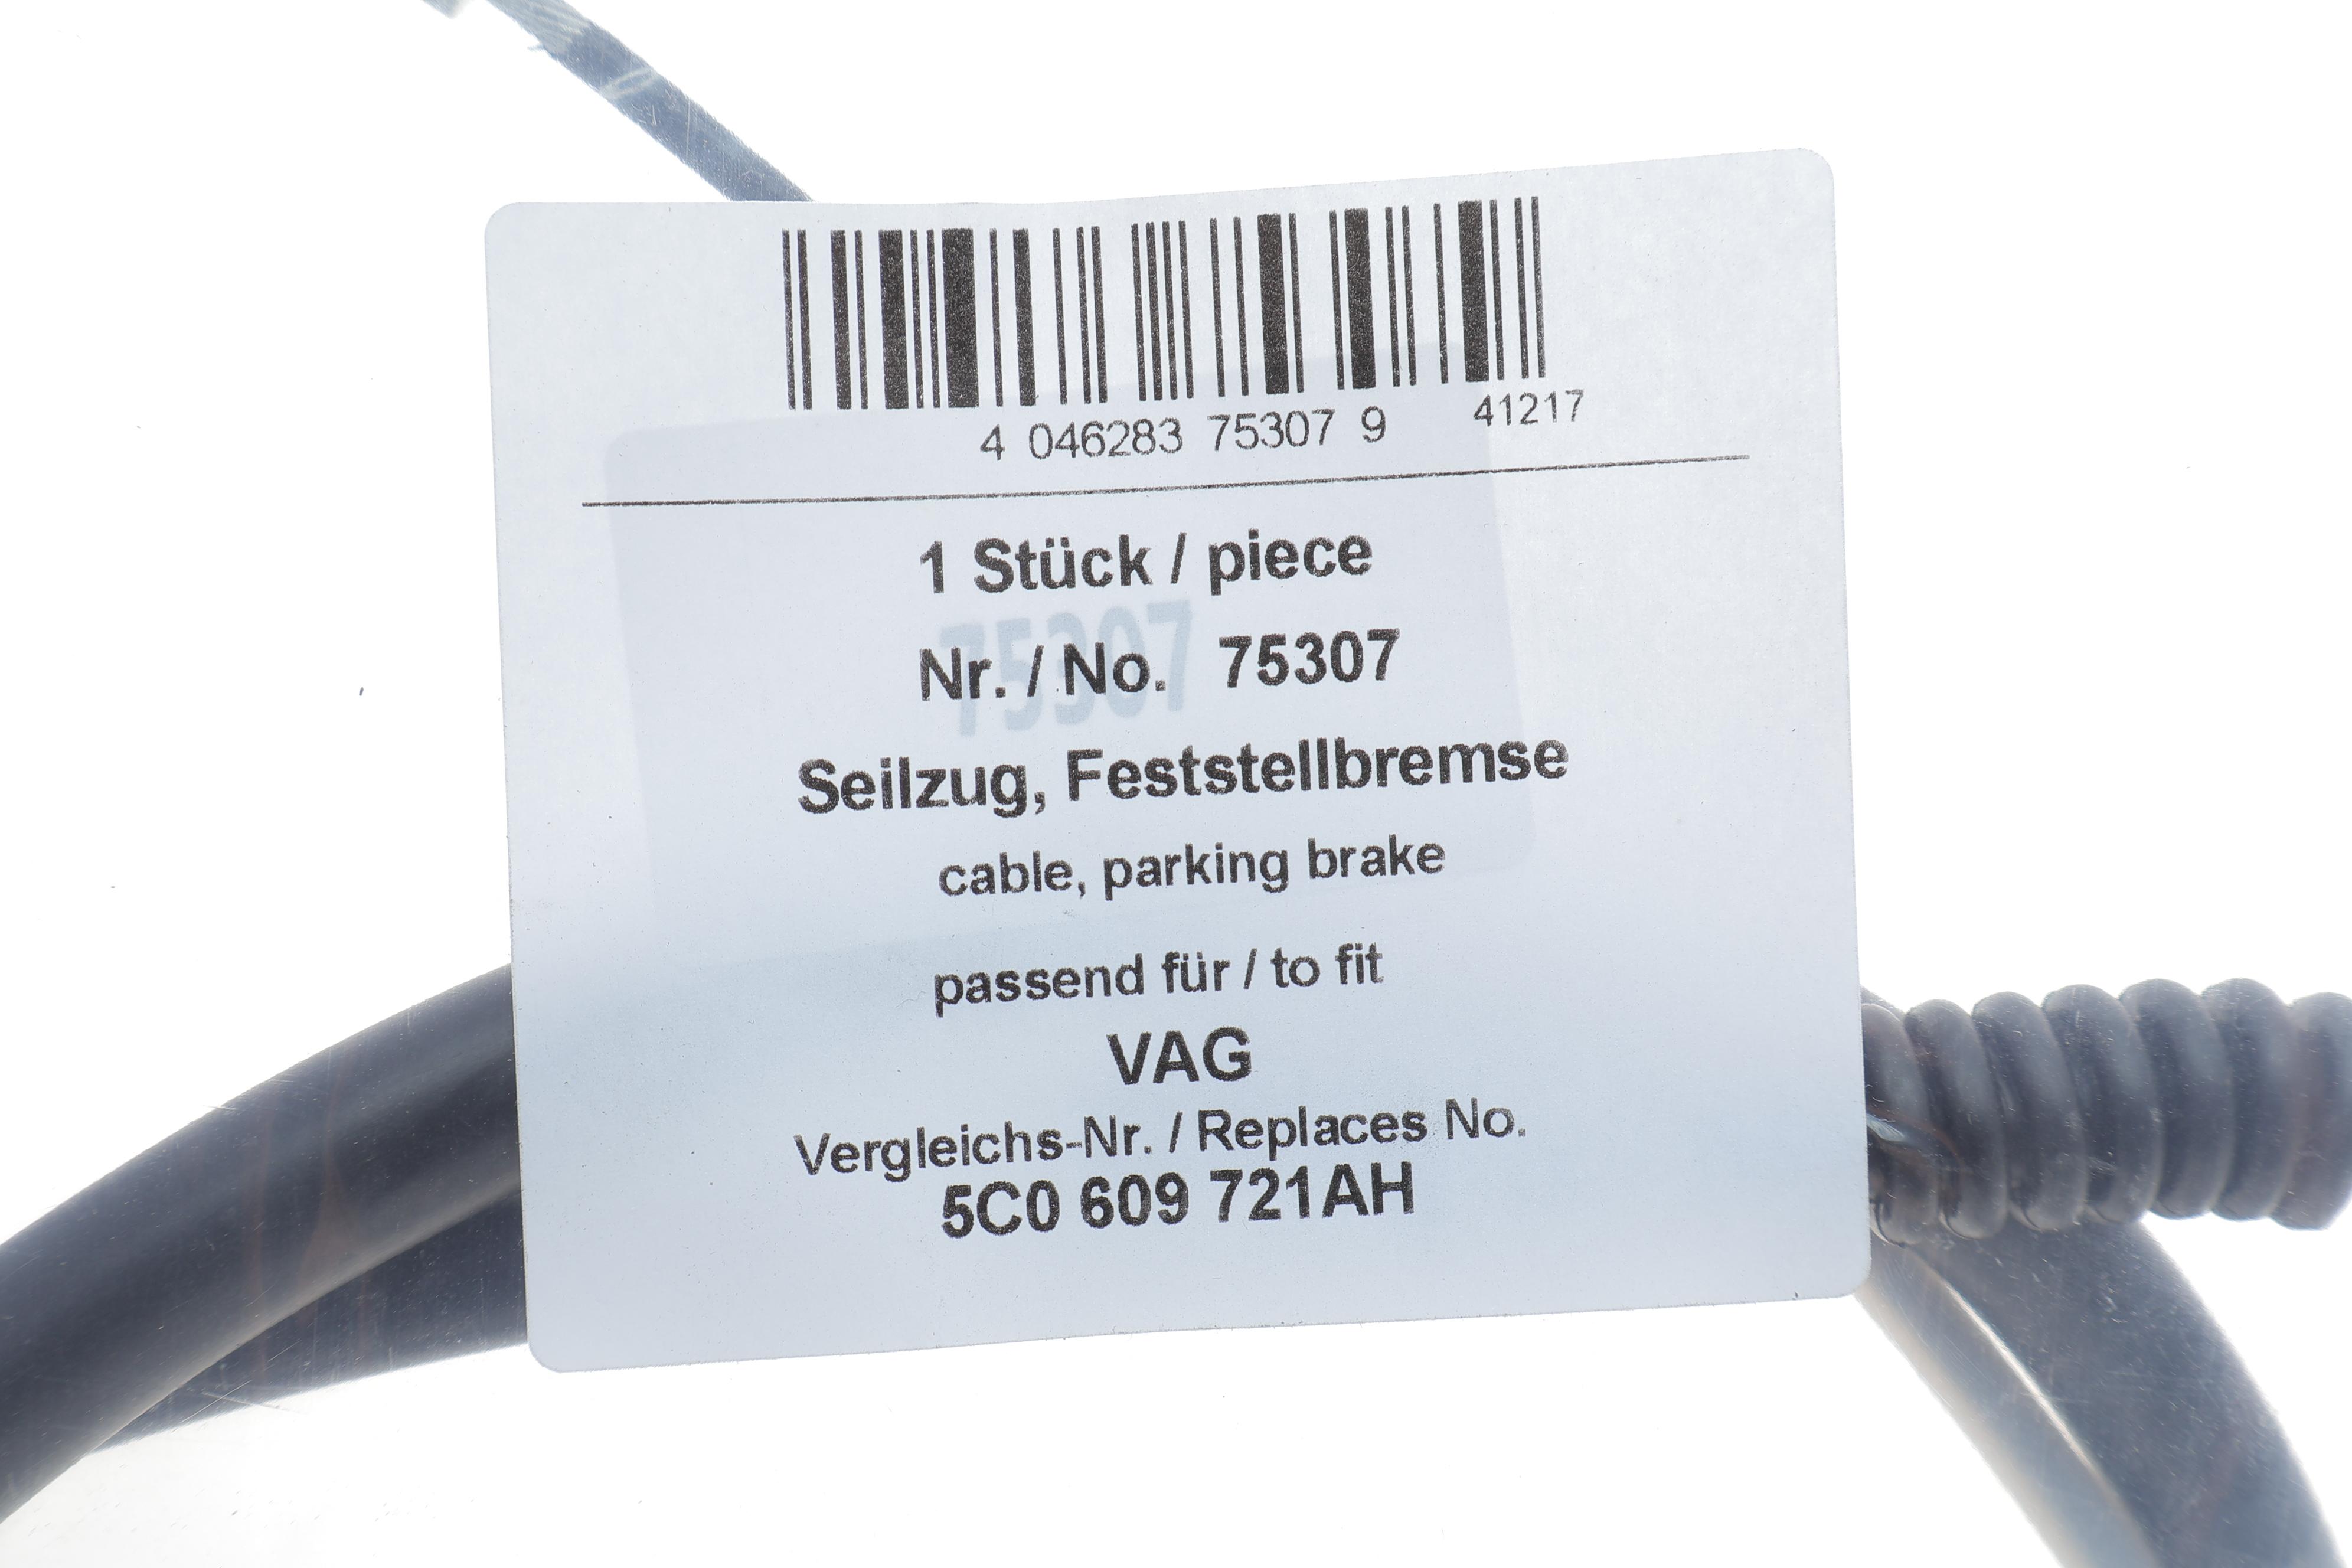 4 046283 75307 9 41217
1 Stück / piece
Nr. / No. 75307
75307
Seilzug, Feststellbremse
cable, parking brake
passend für / to fit
VAG
Vergleichs-Nr. / Replaces No.
5C0 609 721AH